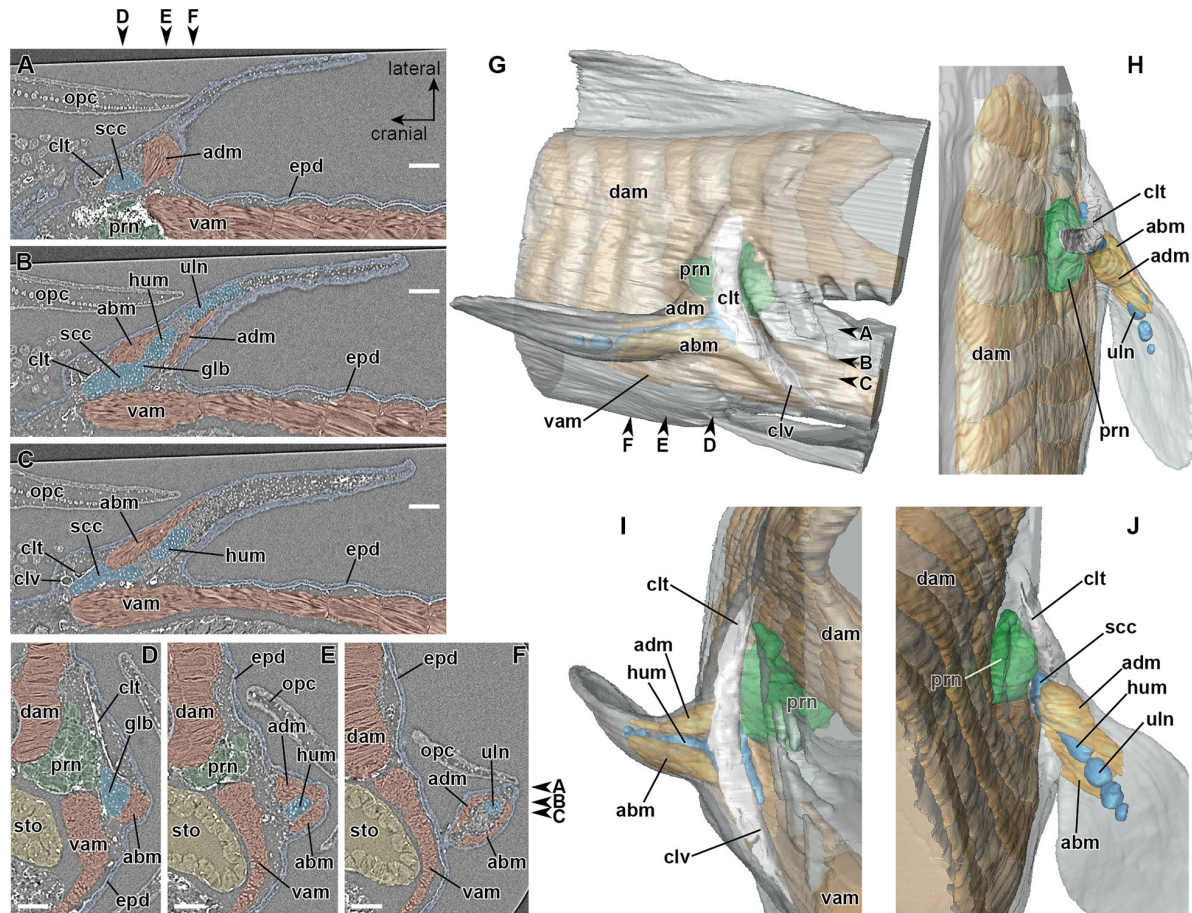 D E F
A
lateral
cranial
opc
scc
clt
adm
epd
prn
vam
B
uln
hum
opc
abm
scc
adm
clt
glb
epd
vam
C
opc
abm
scc
clt
hum
epd
clv
vam
D
clt
glb
dam
prn
sto
vam
abm
epd
E
epd
opc
dam
adm
hum
prn
sto
abm
vam
F
epd
dam
opc
uln
adm
sto
abm
vam
A
B
C
G
dam
prn
clt
adm
abm
A
B
C
vam
clv
F E D
H
clt
abm
adm
uln
dam
prn
I
clt
adm
dam
hum
prn
abm
clv
vam
J
dam
clt
scc
prn
adm
hum
uln
abm